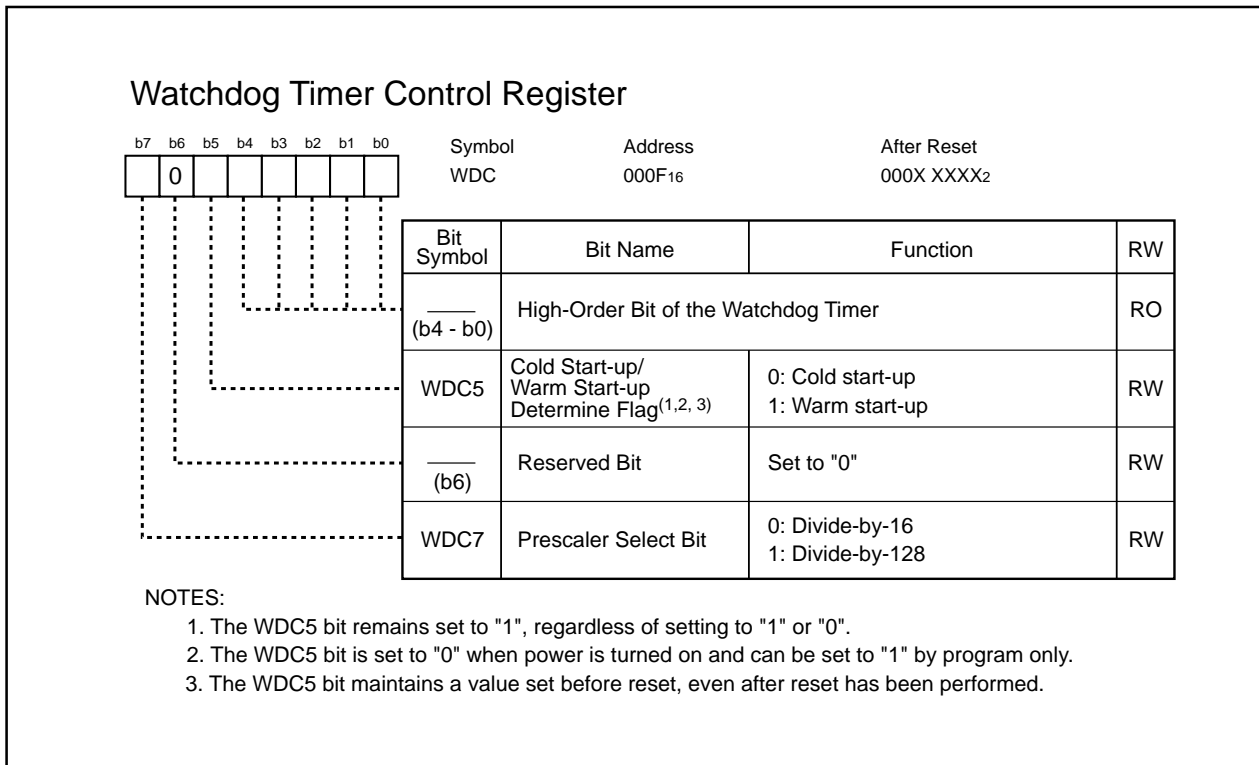 Watchdog Timer Control Register
b7 b6 b5 b4 b3 b2 b1 b0
0
Symbol Address After Reset
WDC 000F16 000X XXXX2
Bit Symbol Bit Name Function RW
(b4 - b0) High-Order Bit of the Watchdog Timer RO
WDC5 Cold Start-up/ Warm Start-up Determine Flag(1,2, 3) 0: Cold start-up 1: Warm start-up RW
(b6) Reserved Bit Set to "0" RW
WDC7 Prescaler Select Bit 0: Divide-by-16 1: Divide-by-128 RW
NOTES:
1. The WDC5 bit remains set to "1", regardless of setting to "1" or "0".
2. The WDC5 bit is set to "0" when power is turned on and can be set to "1" by program only.
3. The WDC5 bit maintains a value set before reset, even after reset has been performed.